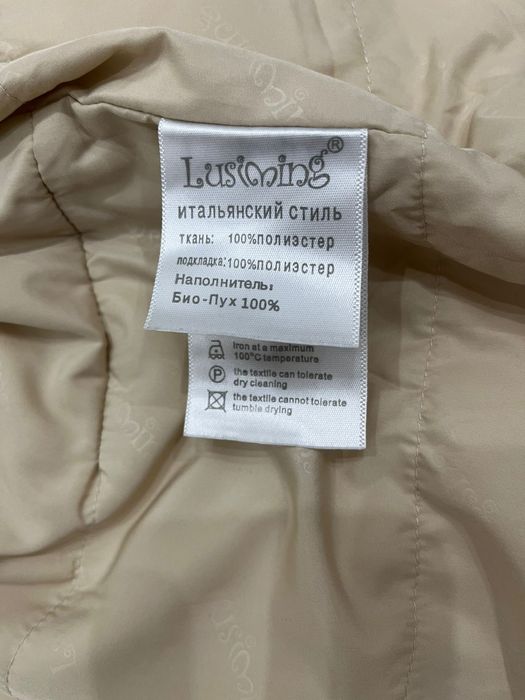 Lusiming®
ИТАЛЬЯНСКИЙ СТИЛЬ
ТКАНЬ: 100%ПОЛИЭСТЕР
ПОДКЛАДКА:100%ПОЛИЭСТЕР
Наполнитель:
Био-Пух 100%
Iron at a maximum
100°C temperature
P
the textile can tolerate
dry cleaning
the textile cannot tolerate
tumble drying